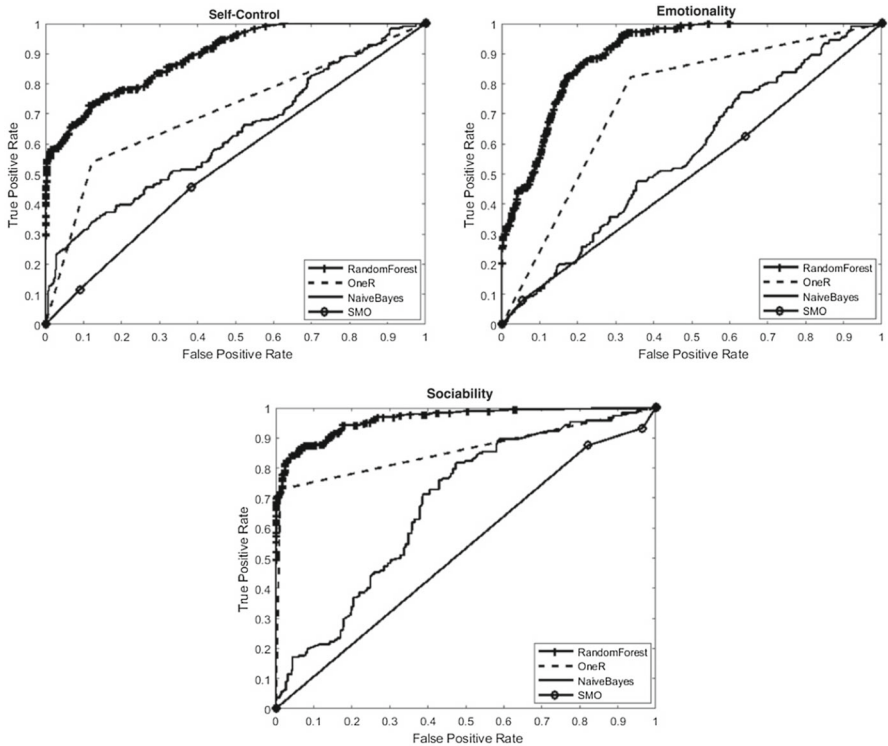 Self-Control
True Positive Rate
1
0.9
0.8
0.7
0.6
0.5
0.4
0.3
0.2
0.1
0
0 0.1 0.2 0.3 0.4 0.5 0.6 0.7 0.8 0.9 1
False Positive Rate
RandomForest
OneR
NaiveBayes
SMO
Emotionality
True Positive Rate
1
0.9
0.8
0.7
0.6
0.5
0.4
0.3
0.2
0.1
0
0 0.1 0.2 0.3 0.4 0.5 0.6 0.7 0.8 0.9 1
False Positive Rate
RandomForest
OneR
NaiveBayes
SMO
Sociability
True Positive Rate
1
0.9
0.8
0.7
0.6
0.5
0.4
0.3
0.2
0.1
0
0 0.1 0.2 0.3 0.4 0.5 0.6 0.7 0.8 0.9 1
False Positive Rate
RandomForest
OneR
NaiveBayes
SMO